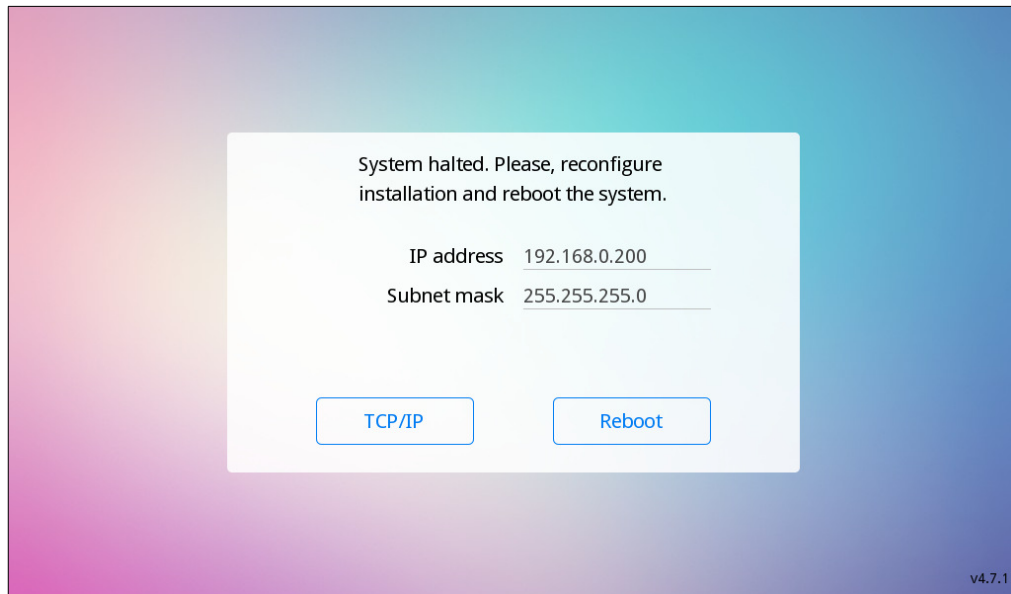 System halted. Please, reconfigure
installation and reboot the system.
IP address 192.168.0.200
Subnet mask 255.255.255.0
TCP/IP Reboot
v4.7.1